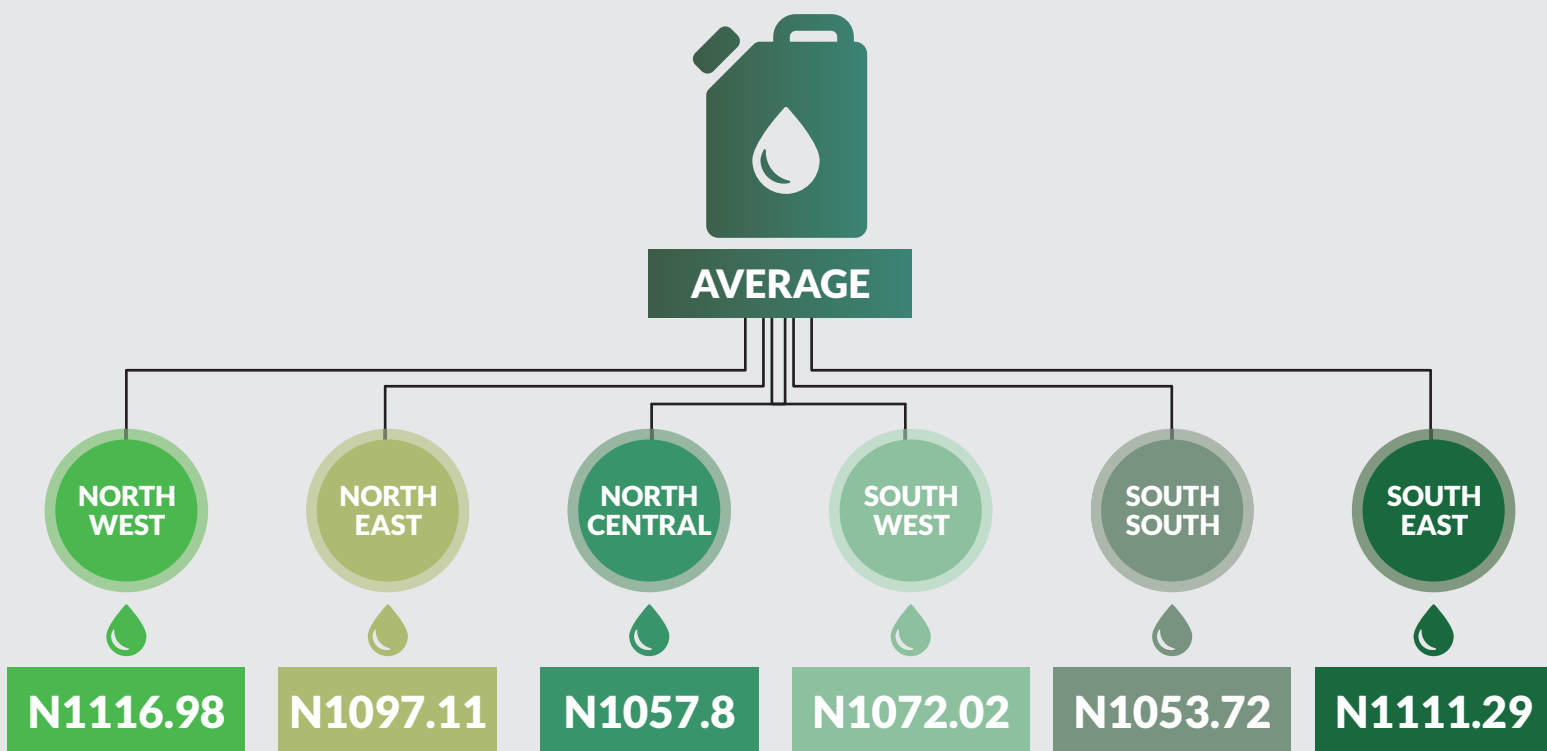 AVERAGE
NORTH
WEST
NORTH
EAST
NORTH
CENTRAL
SOUTH
WEST
SOUTH
SOUTH
SOUTH
EAST
N1116.98
N1097.11
N1057.8
N1072.02
N1053.72
N1111.29